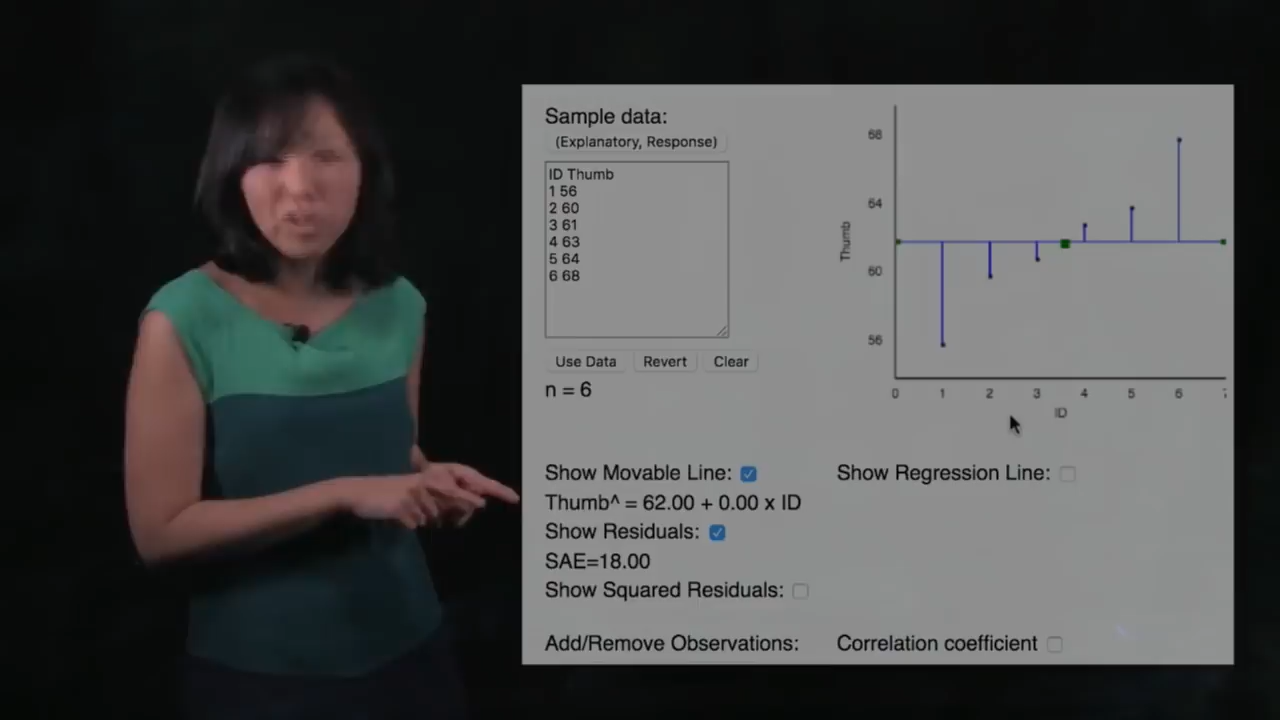 Sample data:
(Explanatory, Response)
ID Thumb
1 56
2 60
3 61
4 63
5 64
6 68
Use Data Revert Clear
n = 6
68
64
60
56
Thumb
0 1 2 3 4 5 6
ID
Show Movable Line:
Show Regression Line:
Thumb^ = 62.00 + 0.00 x ID
Show Residuals:
SAE=18.00
Show Squared Residuals:
Add/Remove Observations:
Correlation coefficient